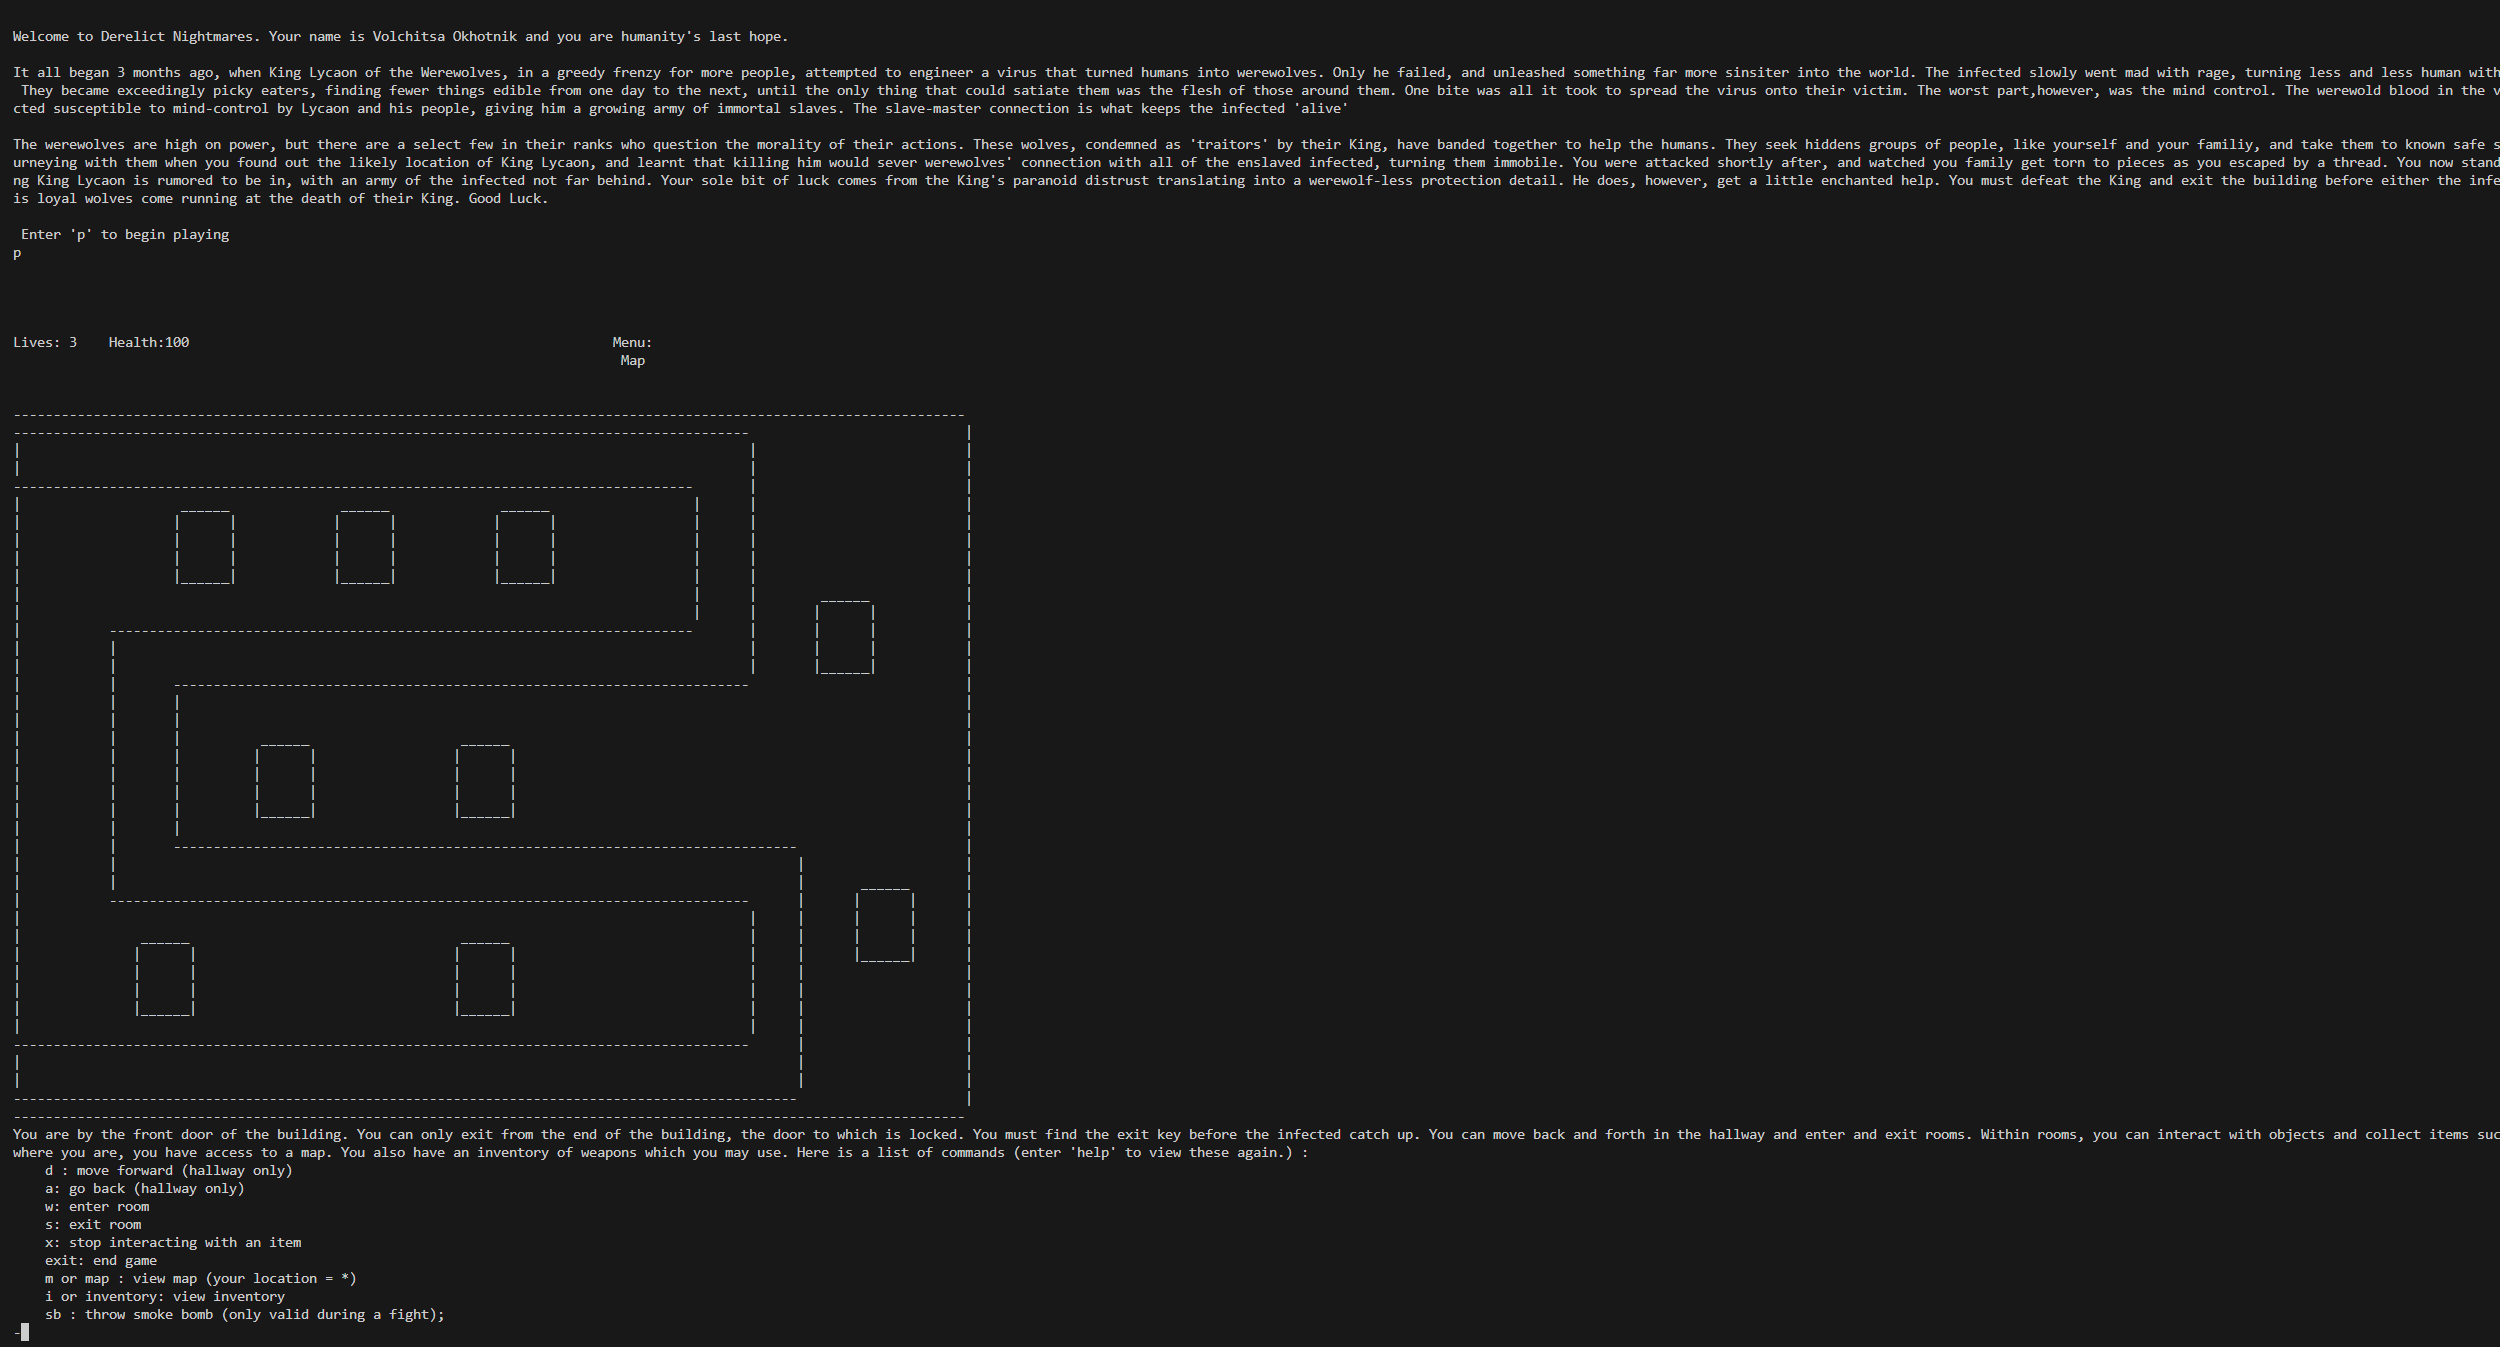 Welcome to Derelict Nightmares. Your name is Volchitsa Okhotnik and you are humanity's last hope.
It all began 3 months ago, when King Lycaon of the Werewolves, in a greedy frenzy for more people, attempted to engineer a virus that turned humans into werewolves. Only he failed, and unleashed something far more sinsiter into the world. The infected slowly went mad with rage, turning less and less human with
They became exceedingly picky eaters, finding fewer things edible from one day to the next, until the only thing that could satiate them was the flesh of those around them. One bite was all it took to spread the virus onto their victim. The worst part,however, was the mind control. The werewold blood in the v
cted susceptible to mind-control by Lycaon and his people, giving him a growing army of immortal slaves. The slave-master connection is what keeps the infected 'alive'
The werewolves are high on power, but there are a select few in their ranks who question the morality of their actions. These wolves, condemned as 'traitors' by their King, have banded together to help the humans. They seek hiddens groups of people, like yourself and your familiy, and take them to known safe s
urneying with them when you found out the likely location of King Lycaon, and learnt that killing him would sever werewolves' connection with all of the enslaved infected, turning them immobile. You were attacked shortly after, and watched you family get torn to pieces as you escaped by a thread. You now stand
ng King Lycaon is rumored to be in, with an army of the infected not far behind. Your sole bit of luck comes from the King's paranoid distrust translating into a werewolf-less protection detail. He does, however, get a little enchanted help. You must defeat the King and exit the building before either the infe
is loyal wolves come running at the death of their King. Good Luck.
Enter 'p' to begin playing
p
Lives: 3    Health:100    Menu:
Map
You are by the front door of the building. You can only exit from the end of the building, the door to which is locked. You must find the exit key before the infected catch up. You can move back and forth in the hallway and enter and exit rooms. Within rooms, you can interact with objects and collect items suc
where you are, you have access to a map. You also have an inventory of weapons which you may use. Here is a list of commands (enter 'help' to view these again.) :
d : move forward (hallway only)
a: go back (hallway only)
w: enter room
s: exit room
x: stop interacting with an item
exit: end game
m or map : view map (your location = *)
i or inventory: view inventory
sb : throw smoke bomb (only valid during a fight);
-